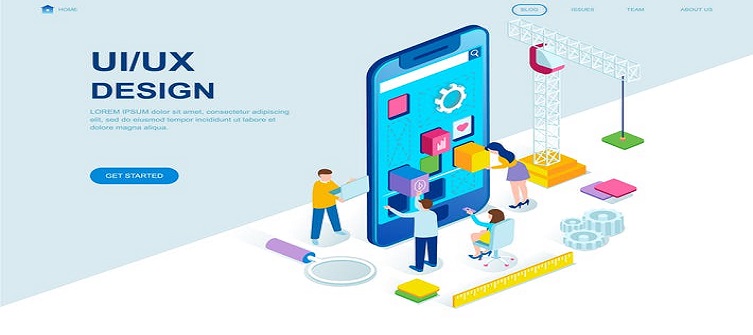 HOME
BLOG
ISSUES
TEAM
ABOUT US
UI/UX
DESIGN
LOREM IPSUM dolor sit amet, consectetur adipiscing
elit, sed do eiusmod tempor incididunt ut labore et
dolore magna aliqua.
GET STARTED